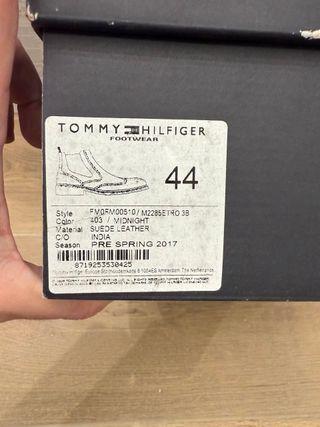 TOMMY HILFIGER
FOOTWEAR
44
Style FM0FM00510 / M2285ETRO 3B
Color 403 / MIDNIGHT
Material SUEDE LEATHER
C/O INDIA
Season PRE SPRING 2017
8719253530425